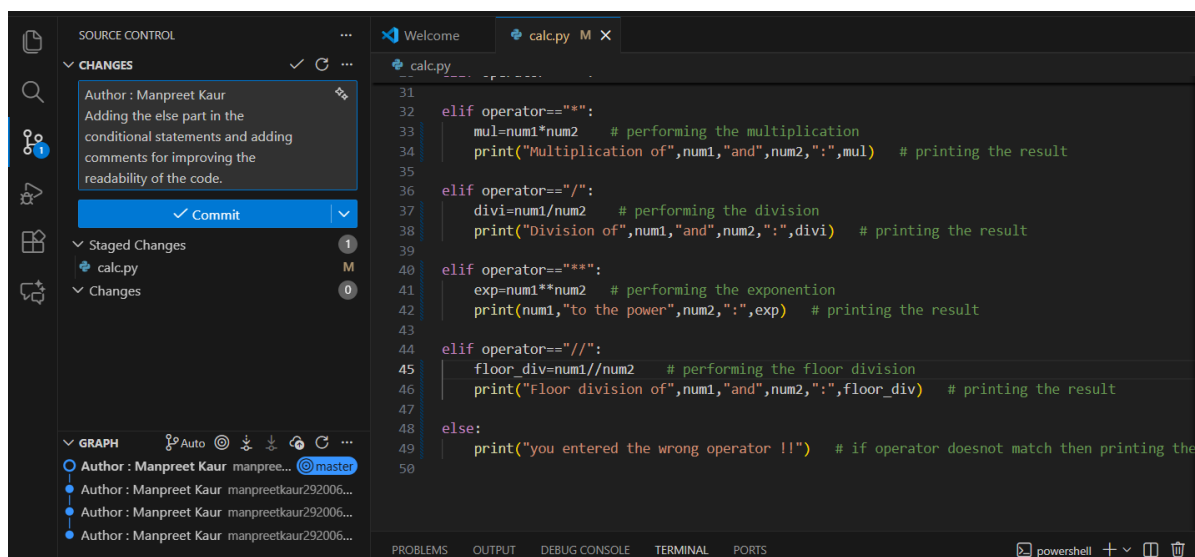 SOURCE CONTROL
CHANGES
Author : Manpreet Kaur
Adding the else part in the
conditional statements and adding
comments for improving the
readability of the code.
Commit
Staged Changes 1
calc.py M
Changes 0
GRAPH Auto
Author : Manpreet Kaur manpree... master
Author : Manpreet Kaur manpreetkaur292006...
Author : Manpreet Kaur manpreetkaur292006...
Author : Manpreet Kaur manpreetkaur292006...
1
Welcome calc.py M
calc.py
31
32 elif operator=="*":
33 mul=num1*num2 # performing the multiplication
34 print("Multiplication of",num1,"and",num2,":",mul) # printing the result
35
36 elif operator=="/":
37 divi=num1/num2 # performing the division
38 print("Division of",num1,"and",num2,":",divi) # printing the result
39
40 elif operator=="**":
41 exp=num1**num2 # performing the exponention
42 print(num1,"to the power",num2,":",exp) # printing the result
43
44 elif operator=="//":
45 floor_div=num1//num2 # performing the floor division
46 print("Floor division of",num1,"and",num2,":",floor_div) # printing the result
47
48 else:
49 print("you entered the wrong operator !!") # if operator doesnot match then printing the
50
PROBLEMS OUTPUT DEBUG CONSOLE TERMINAL PORTS powershell